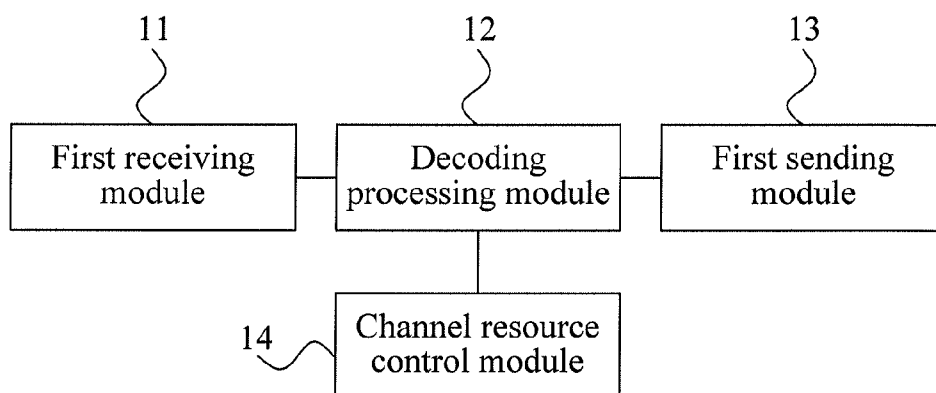 11
12
13
First receiving
module
Decoding
processing module
First sending
module
14
Channel resource
control module